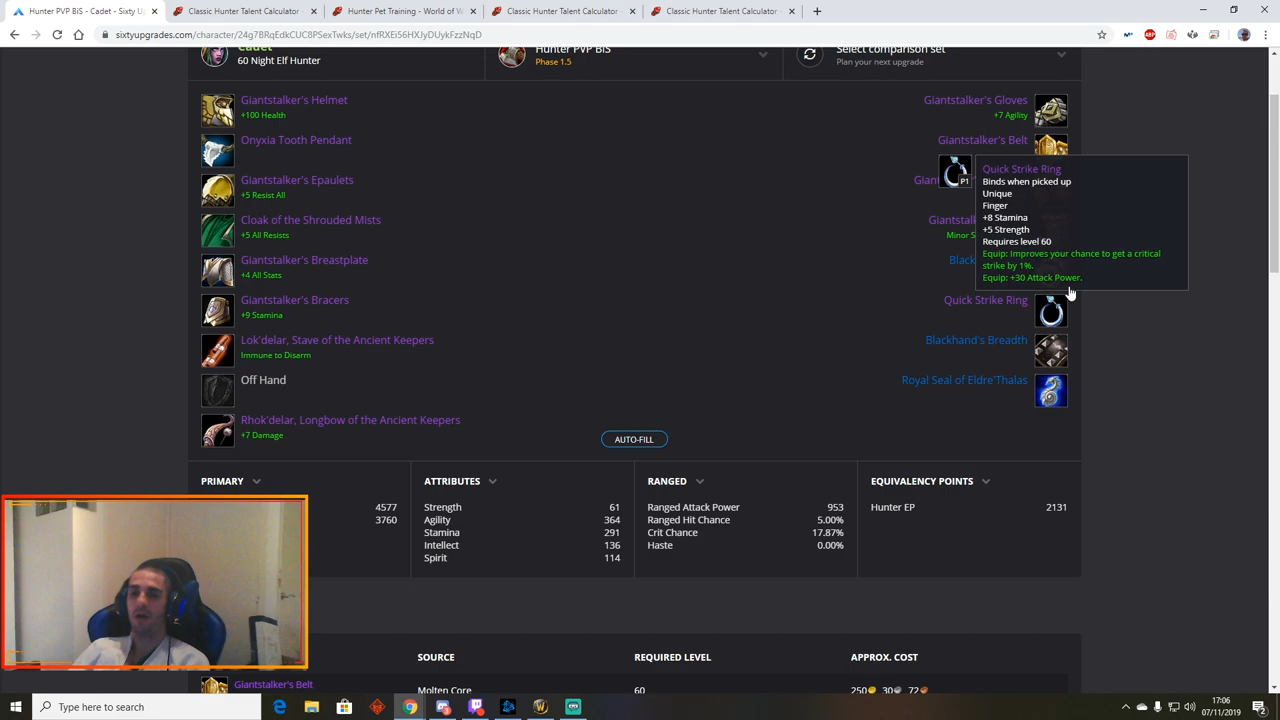 Hunter PVP BiS - Cadet - Sixty Up
Classic Hunter Talent Calculator -
Hunter Pet Training - World of W
Classic Hunter Talent Calculator -
Classic Hunter Talent Calculator -
sixtyupgrades.com/character/24g7BRqEdkCUC8PSexTwks/set/nfRXEi56HXJyDUykFzzNqD
Cadet
60 Night Elf Hunter
Hunter PVP BiS
Phase 1.5
Select comparison set
Plan your next upgrade
Giantstalker's Helmet
+100 Health
Onyxia Tooth Pendant
Giantstalker's Epaulets
+5 Resist All
Cloak of the Shrouded Mists
+5 All Resists
Giantstalker's Breastplate
+4 All Stats
Giantstalker's Bracers
+9 Stamina
Lok'delar, Stave of the Ancient Keepers
Immune to Disarm
Off Hand
Rhok'delar, Longbow of the Ancient Keepers
+7 Damage
Giantstalker's Gloves
+7 Agility
Giantstalker's Belt
Giant
Giantstalk
Minor S
Black
Quick Strike Ring
Blackhand's Breadth
Royal Seal of Eldre'Thalas
P1
Quick Strike Ring
Binds when picked up
Unique
Finger
+8 Stamina
+5 Strength
Requires level 60
Equip: Improves your chance to get a critical
strike by 1%.
Equip: +30 Attack Power.
AUTO-FILL
PRIMARY
4577
3760
ATTRIBUTES
Strength 61
Agility 364
Stamina 291
Intellect 136
Spirit 114
RANGED
Ranged Attack Power 953
Ranged Hit Chance 5.00%
Crit Chance 17.87%
Haste 0.00%
EQUIVALENCY POINTS
Hunter EP 2131
SOURCE REQUIRED LEVEL APPROX. COST
Giantstalker's Belt
Molten Core 60 250 30 72
Type here to search
17:06
07/11/2019
2